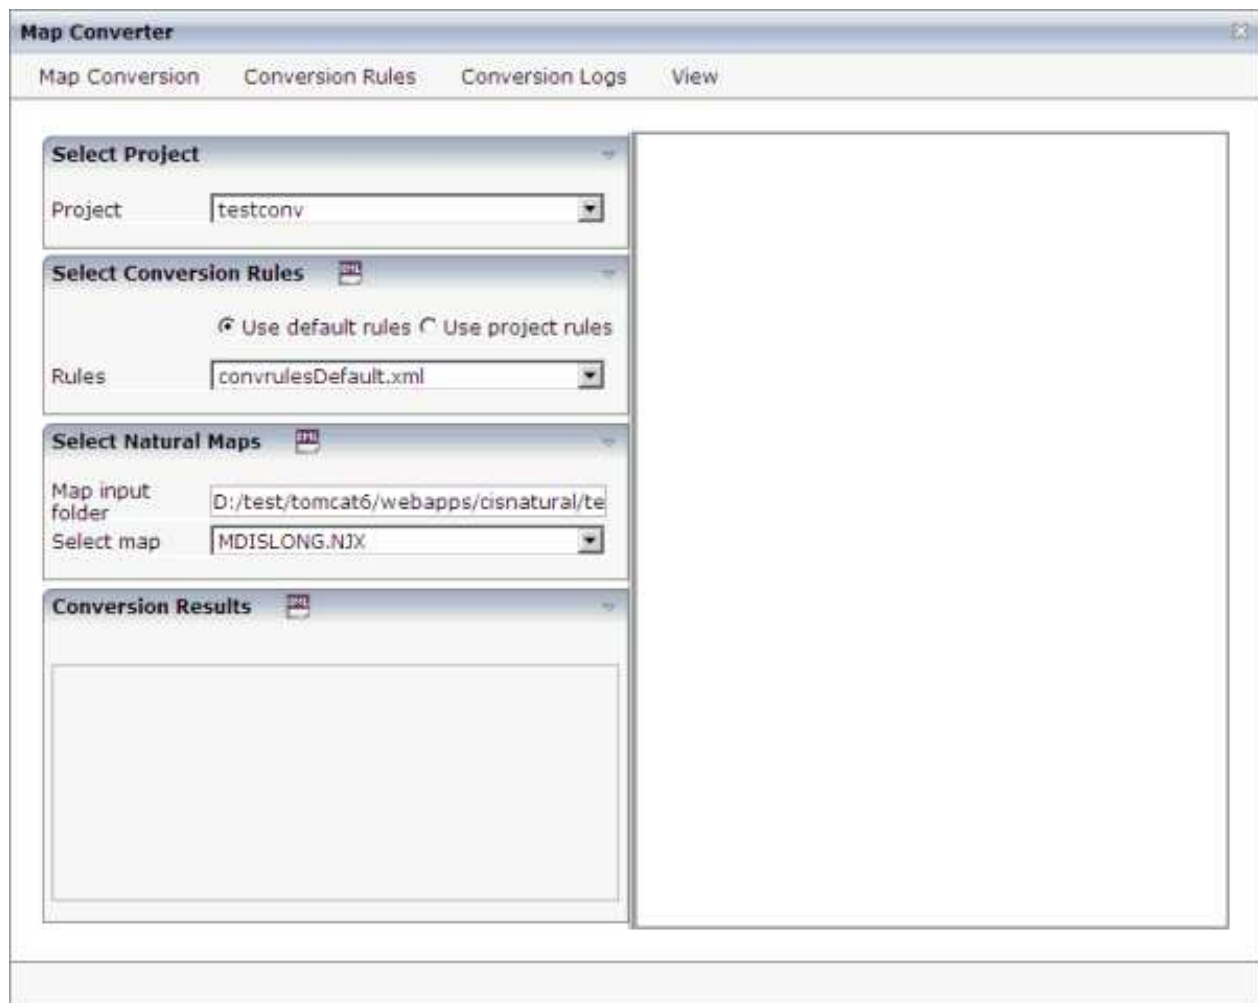 Map Converter
Map Conversion Conversion Rules Conversion Logs View
Select Project
Project testconv
Select Conversion Rules
Use default rules Use project rules
Rules convrulesDefault.xml
Select Natural Maps
Map input folder D:/test/tomcat6/webapps/cisnatural/te
Select map MDISLONG.NJX
Conversion Results